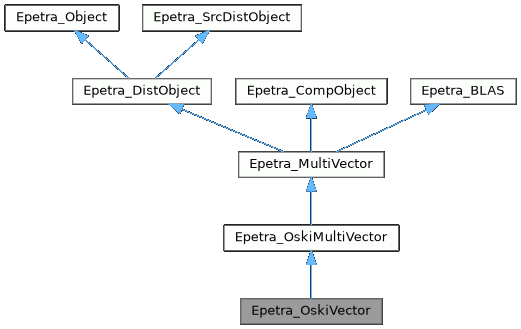 Epetra_Object
Epetra_SrcDistObject
Epetra_DistObject
Epetra_CompObject
Epetra_BLAS
Epetra_MultiVector
Epetra_OskiMultiVector
Epetra_OskiVector